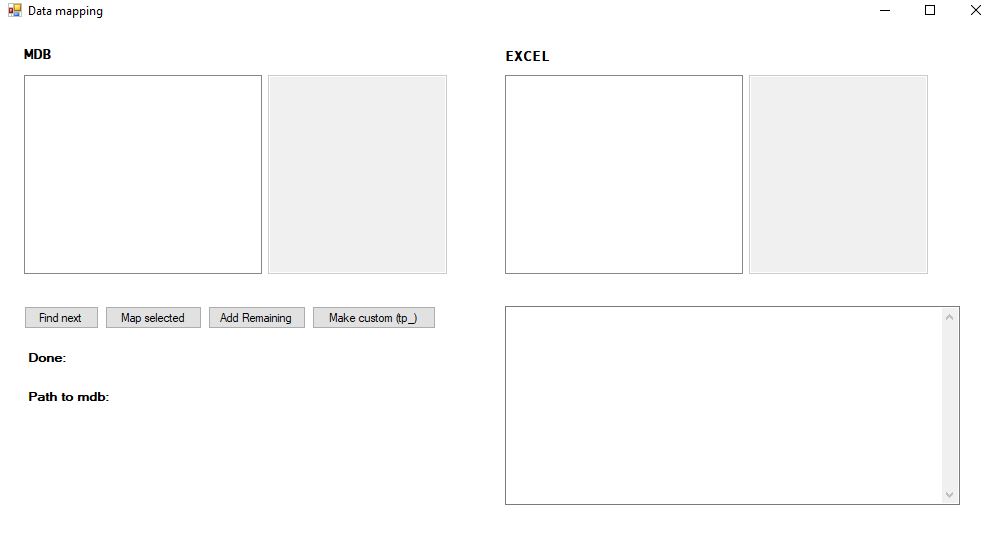 Data mapping
MDB
EXCEL
Find next
Map selected
Add Remaining
Make custom (tp_)
Done:
Path to mdb: